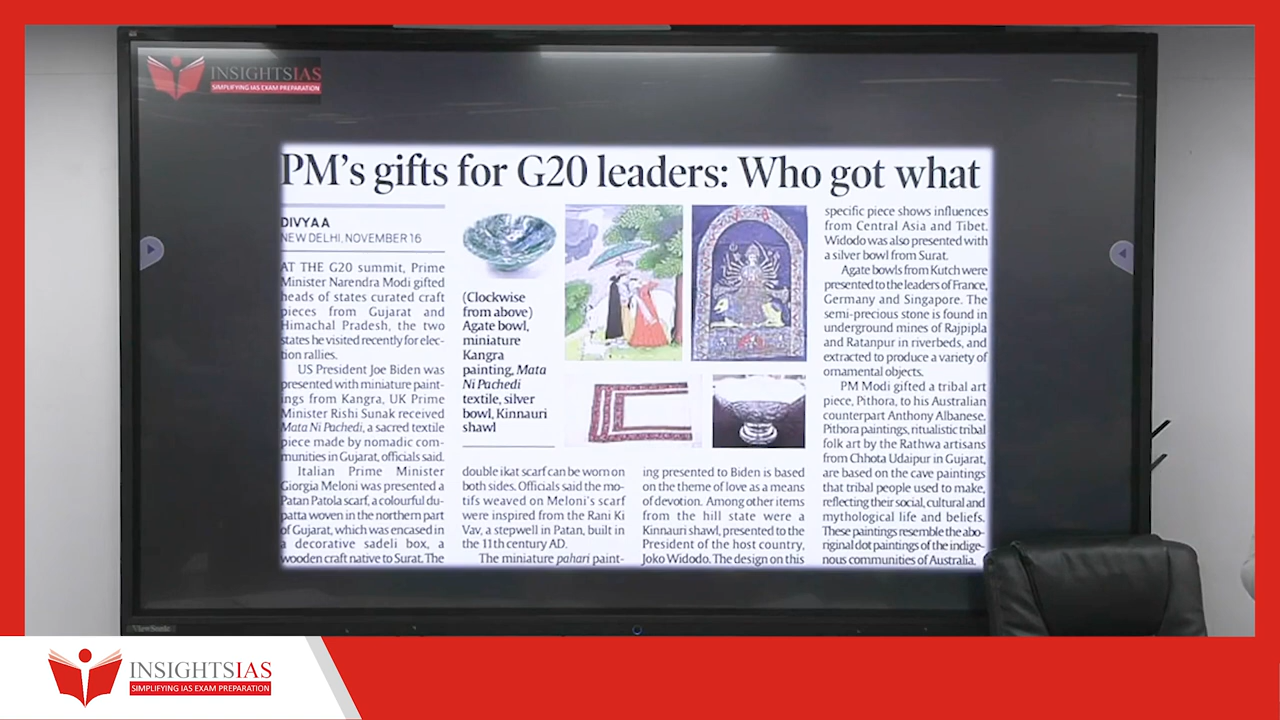 INSIGHTSIAS
SIMPLIFYING IAS EXAM PREPARATION
PM's gifts for G20 leaders: Who got what
DIVYA A
NEW DELHI, NOVEMBER 16
AT THE G20 summit, Prime
Minister Narendra Modi gifted
heads of states curated craft
pieces from Gujarat and
Himachal Pradesh, the two
states he visited recently for elec-
tion rallies.
US President Joe Biden was
presented with miniature paint-
ings from Kangra, UK Prime
Minister Rishi Sunak received
Mata Ni Pachedi, a sacred textile
piece made by nomadic com-
munities in Gujarat, officials said.
Italian Prime Minister
Giorgia Meloni was presented a
Patan Patola scarf, a colourful du-
patta woven in the northern part
of Gujarat, which was encased in
a decorative sadeli box, a
wooden craft native to Surat. The
(Clockwise
from above)
Agate bowl,
miniature
Kangra
painting, Mata
Ni Pachedi
textile, silver
bowl, Kinnauri
shawl
double ikat scarf can be worn on
both sides. Officials said the mo-
tifs weaved on Meloni's scarf
were inspired from the Rani Ki
Vav, a stepwell in Patan, built in
the 11th century AD.
The miniature pahari paint-
ing presented to Biden is based
on the theme of love as a means
of devotion. Among other items
from the hill state were a
Kinnauri shawl, presented to the
President of the host country,
Joko Widodo. The design on this
specific piece shows influences
from Central Asia and Tibet.
Widodo was also presented with
a silver bowl from Surat.
Agate bowls from Kutch were
presented to the leaders of France,
Germany and Singapore. The
semi-precious stone is found in
underground mines of Rajpipla
and Ratanpur in riverbeds, and
extracted to produce a variety of
ornamental objects.
PM Modi gifted a tribal art
piece, Pithora, to his Australian
counterpart Anthony Albanese.
Pithora paintings, ritualistic tribal
folk art by the Rathwa artisans
from Chhota Udaipur in Gujarat,
are based on the cave paintings
that tribal people used to make,
reflecting their social, cultural and
mythological life and beliefs.
These paintings resemble the abo-
riginal dot paintings of the indige-
nous communities of Australia.
ViewSonic
INSIGHTSIAS
SIMPLIFYING IAS EXAM PREPARATION